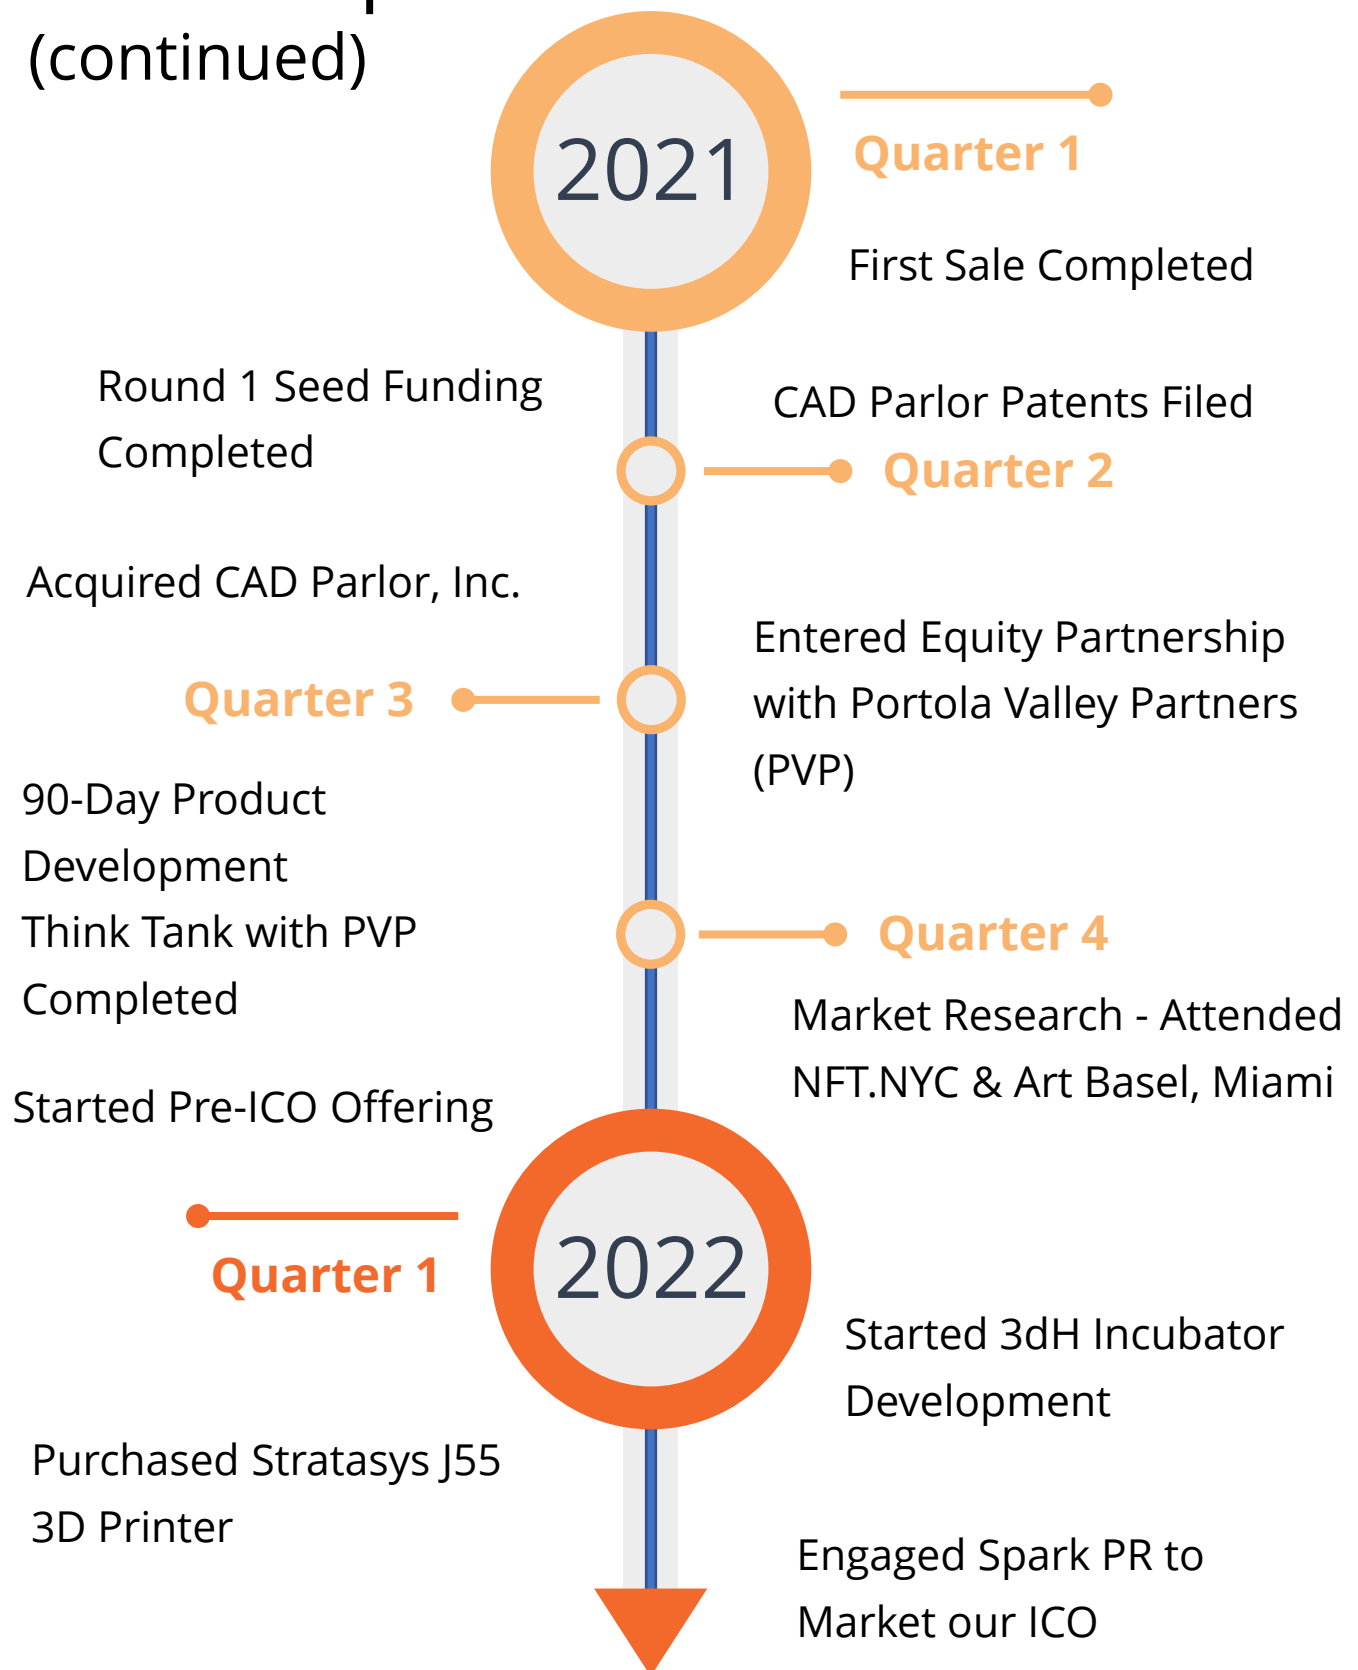 (continued)
2021
Quarter 1
First Sale Completed
Round 1 Seed Funding
Completed
CAD Parlor Patents Filed
Quarter 2
Acquired CAD Parlor, Inc.
Entered Equity Partnership
with Portola Valley Partners
(PVP)
Quarter 3
90-Day Product
Development
Think Tank with PVP
Completed
Quarter 4
Market Research - Attended
NFT.NYC & Art Basel, Miami
Started Pre-ICO Offering
2022
Quarter 1
Started 3dH Incubator
Development
Purchased Stratasys J55
3D Printer
Engaged Spark PR to
Market our ICO